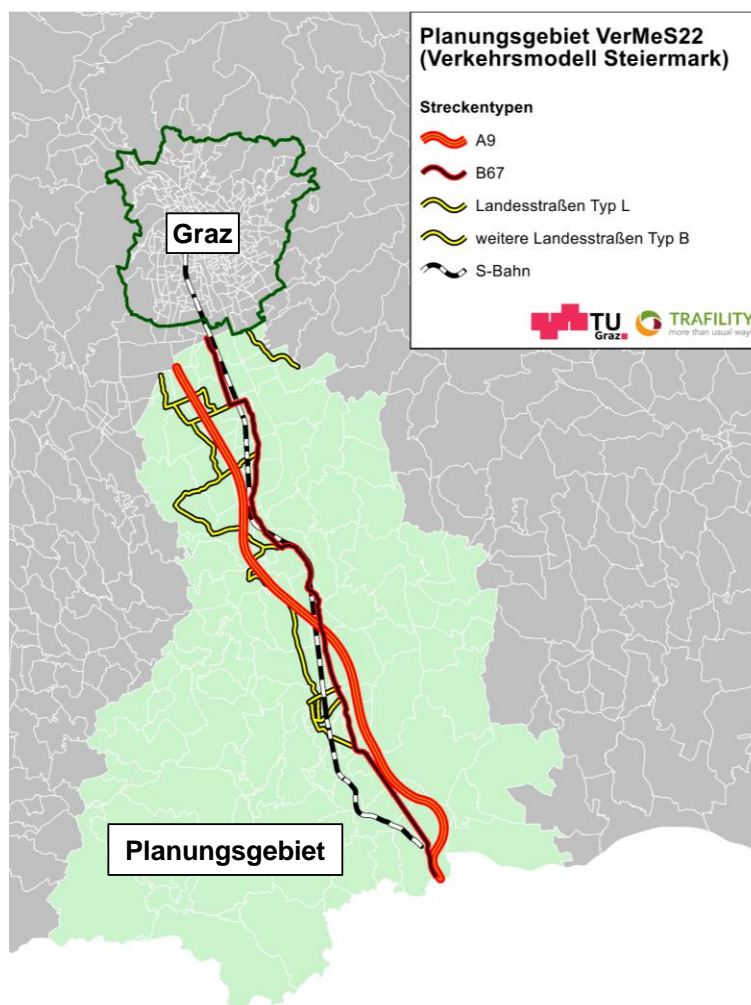 Planungsgebiet VerMeS22
(Verkehrsmodell Steiermark)
Streckentypen
A9
B67
Landesstraßen Typ L
weitere Landesstraßen Typ B
S-Bahn
TU
Graz
TRAFILITY
more than usual ways
Graz
Planungsgebiet